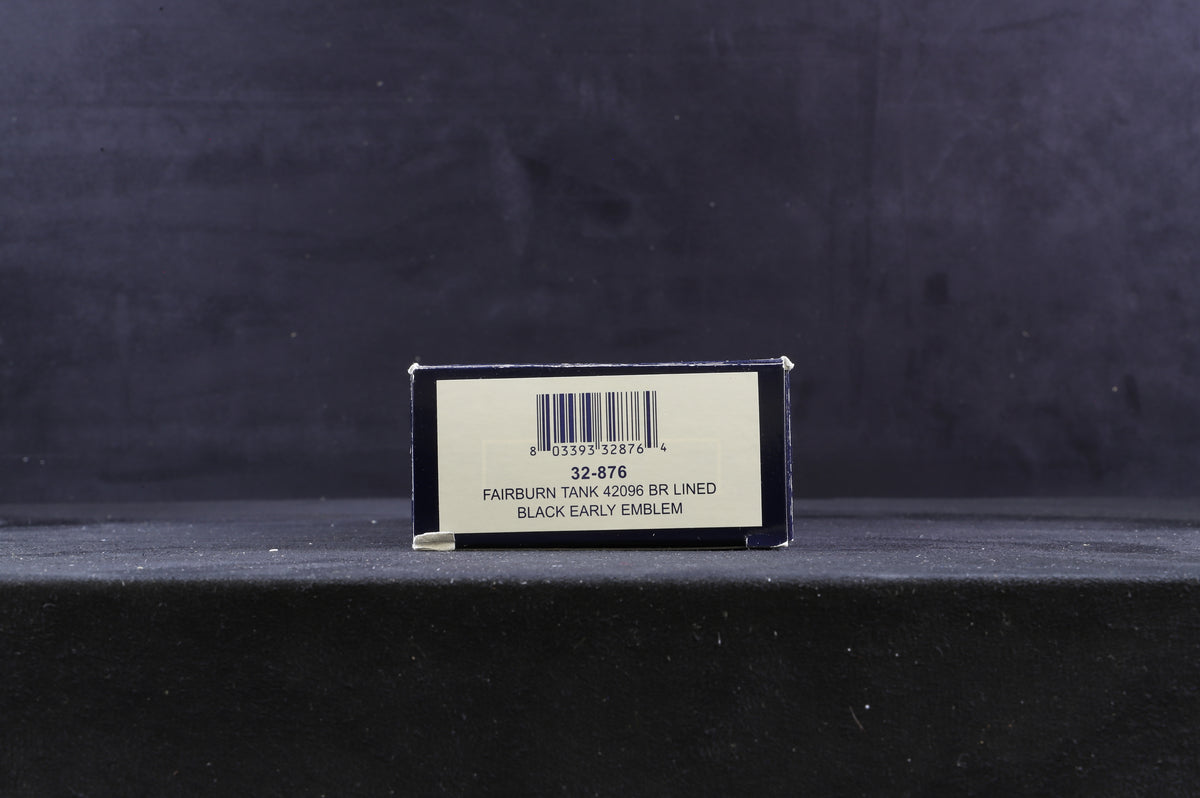 8 03393 32876 4
32-876
FAIRBURN TANK 42096 BR LINED
BLACK EARLY EMBLEM